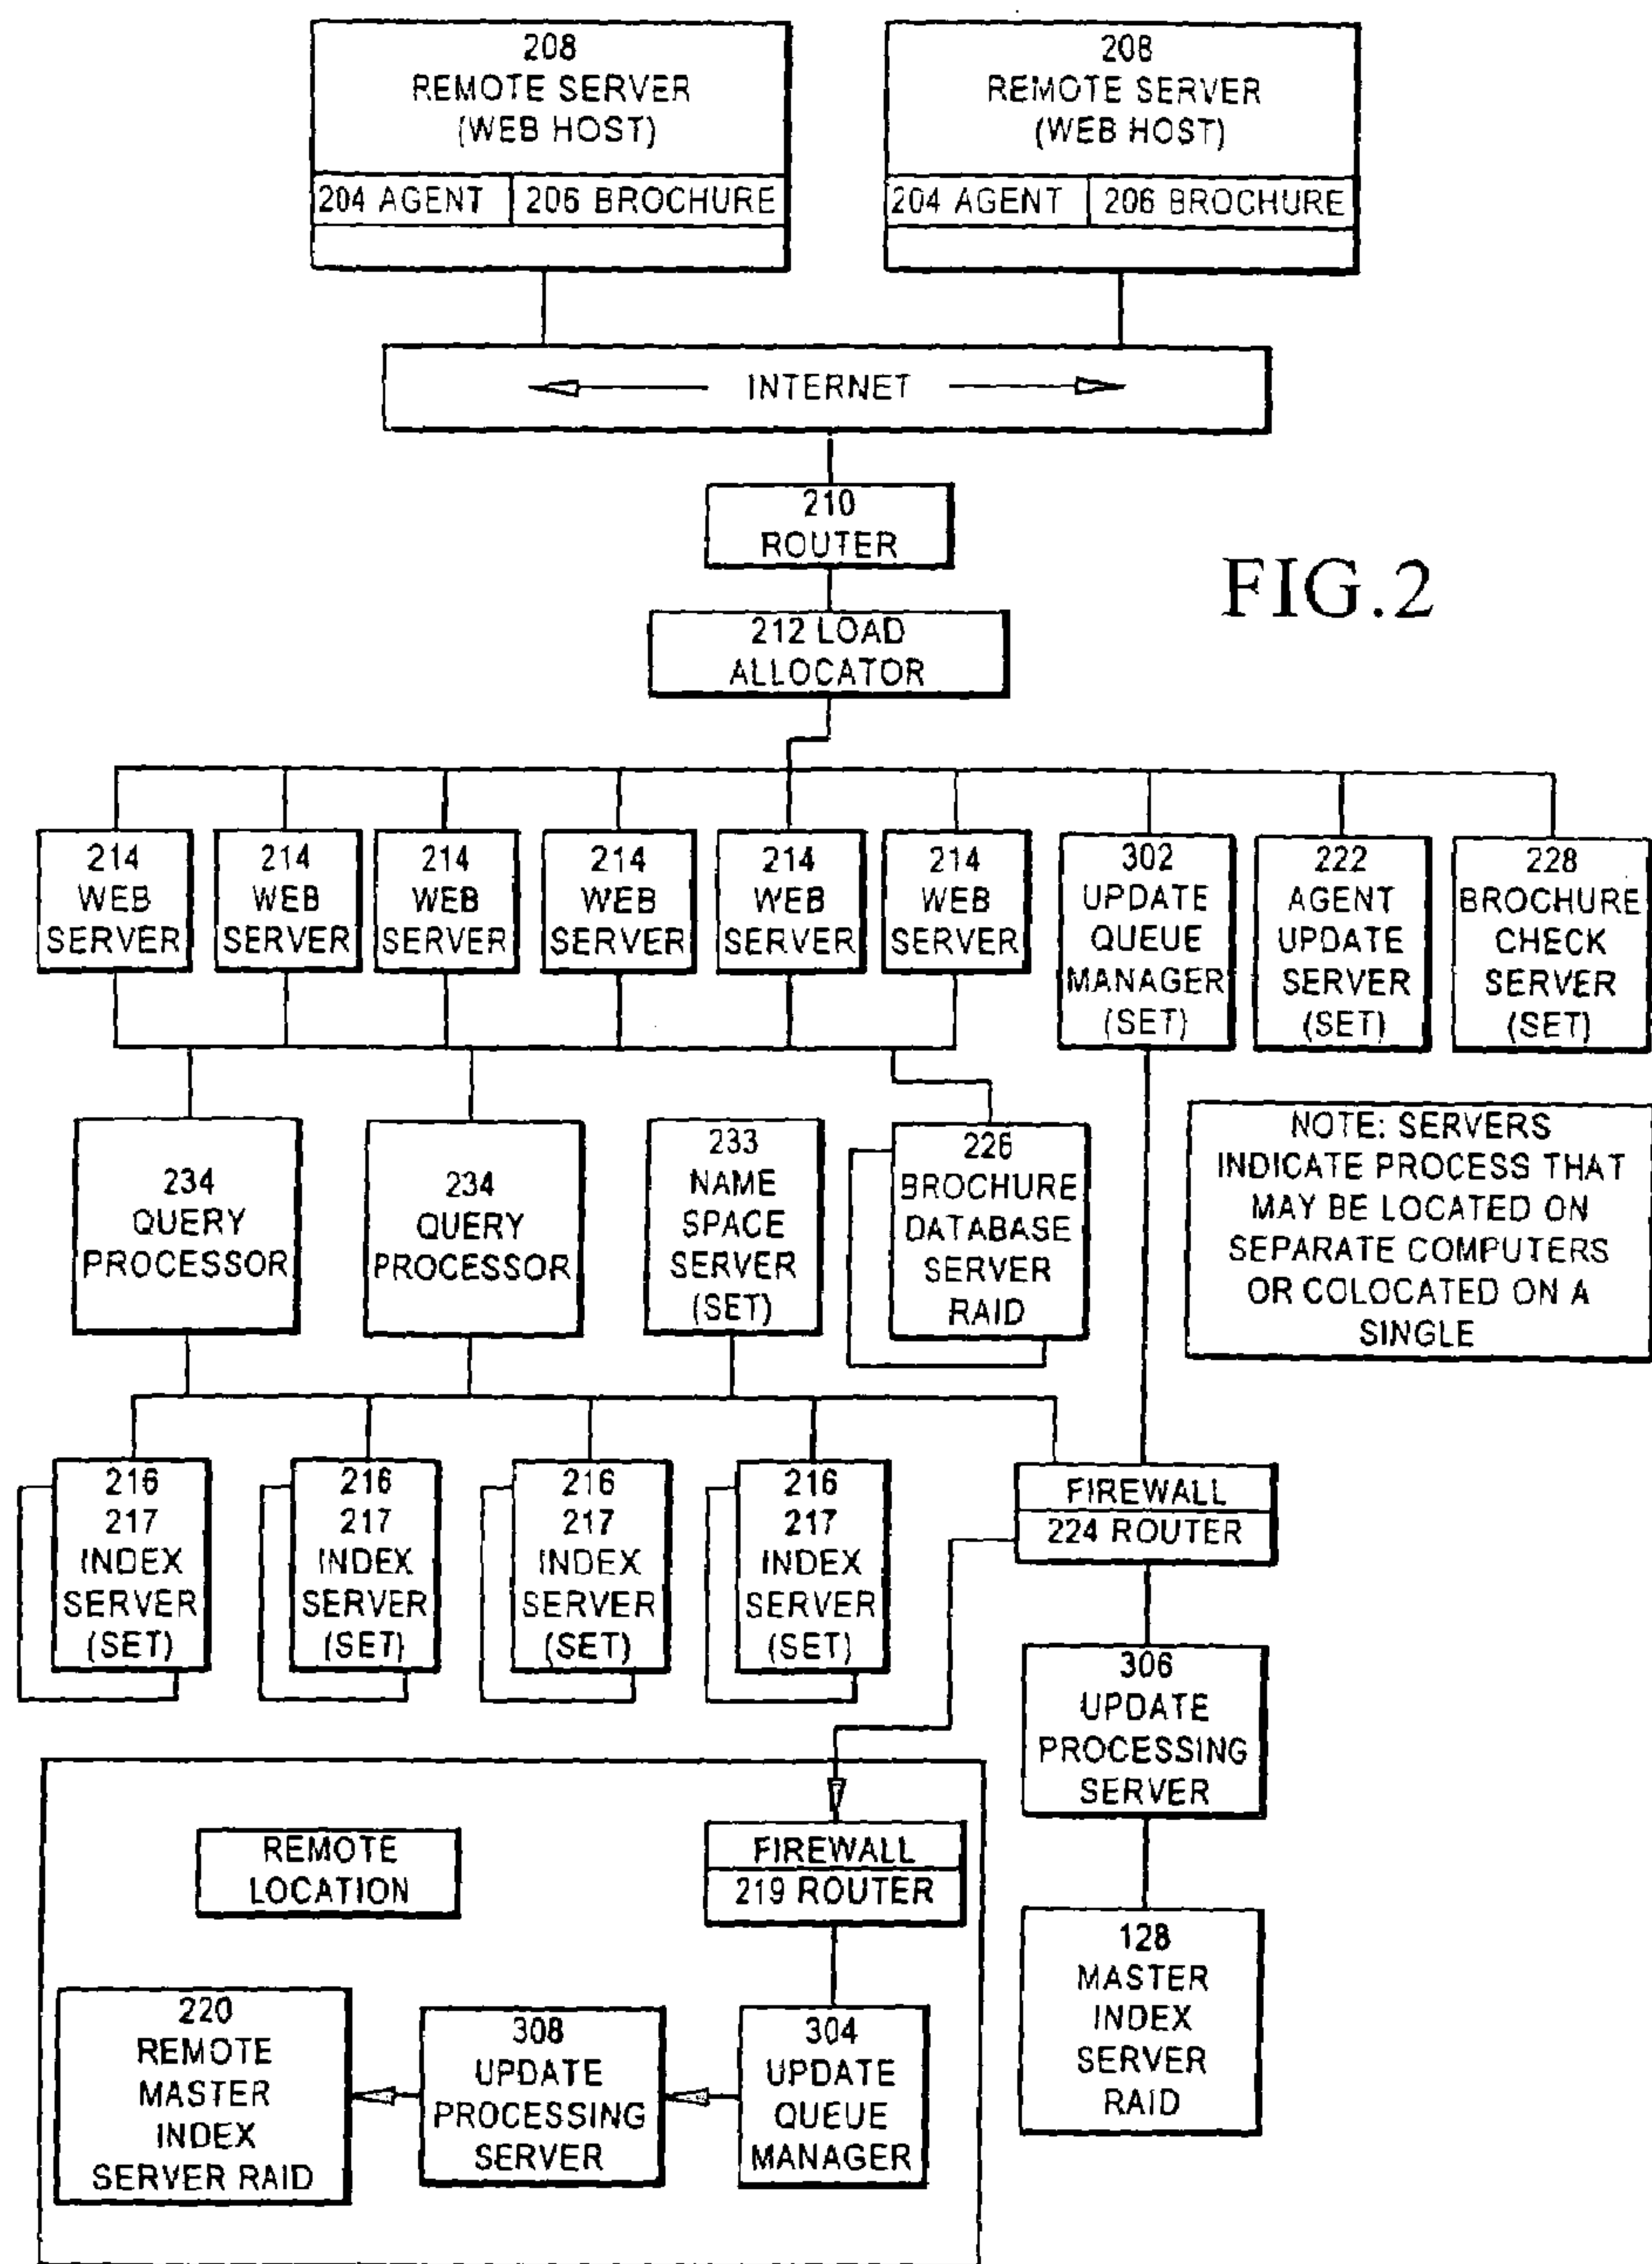 208
REMOTE SERVER
(WEB HOST)
204 AGENT
206 BROCHURE
208
REMOTE SERVER
(WEB HOST)
204 AGENT
206 BROCHURE
INTERNET
210
ROUTER
FIG.2
212 LOAD
ALLOCATOR
214
WEB
SERVER
214
WEB
SERVER
214
WEB
SERVER
214
WEB
SERVER
214
WEB
SERVER
214
WEB
SERVER
302
UPDATE
QUEUE
MANAGER
(SET)
222
AGENT
UPDATE
SERVER
(SET)
228
BROCHURE
CHECK
SERVER
(SET)
234
QUERY
PROCESSOR
234
QUERY
PROCESSOR
233
NAME
SPACE
SERVER
(SET)
226
BROCHURE
DATABASE
SERVER
RAID
NOTE: SERVERS
INDICATE PROCESS THAT
MAY BE LOCATED ON
SEPARATE COMPUTERS
OR COLOCATED ON A
SINGLE
216
217
INDEX
SERVER
(SET)
216
217
INDEX
SERVER
(SET)
216
217
INDEX
SERVER
(SET)
216
217
INDEX
SERVER
(SET)
FIREWALL
224 ROUTER
306
UPDATE
PROCESSING
SERVER
REMOTE
LOCATION
FIREWALL
219 ROUTER
128
MASTER
INDEX
SERVER
RAID
220
REMOTE
MASTER
INDEX
SERVER RAID
308
UPDATE
PROCESSING
SERVER
304
UPDATE
QUEUE
MANAGER